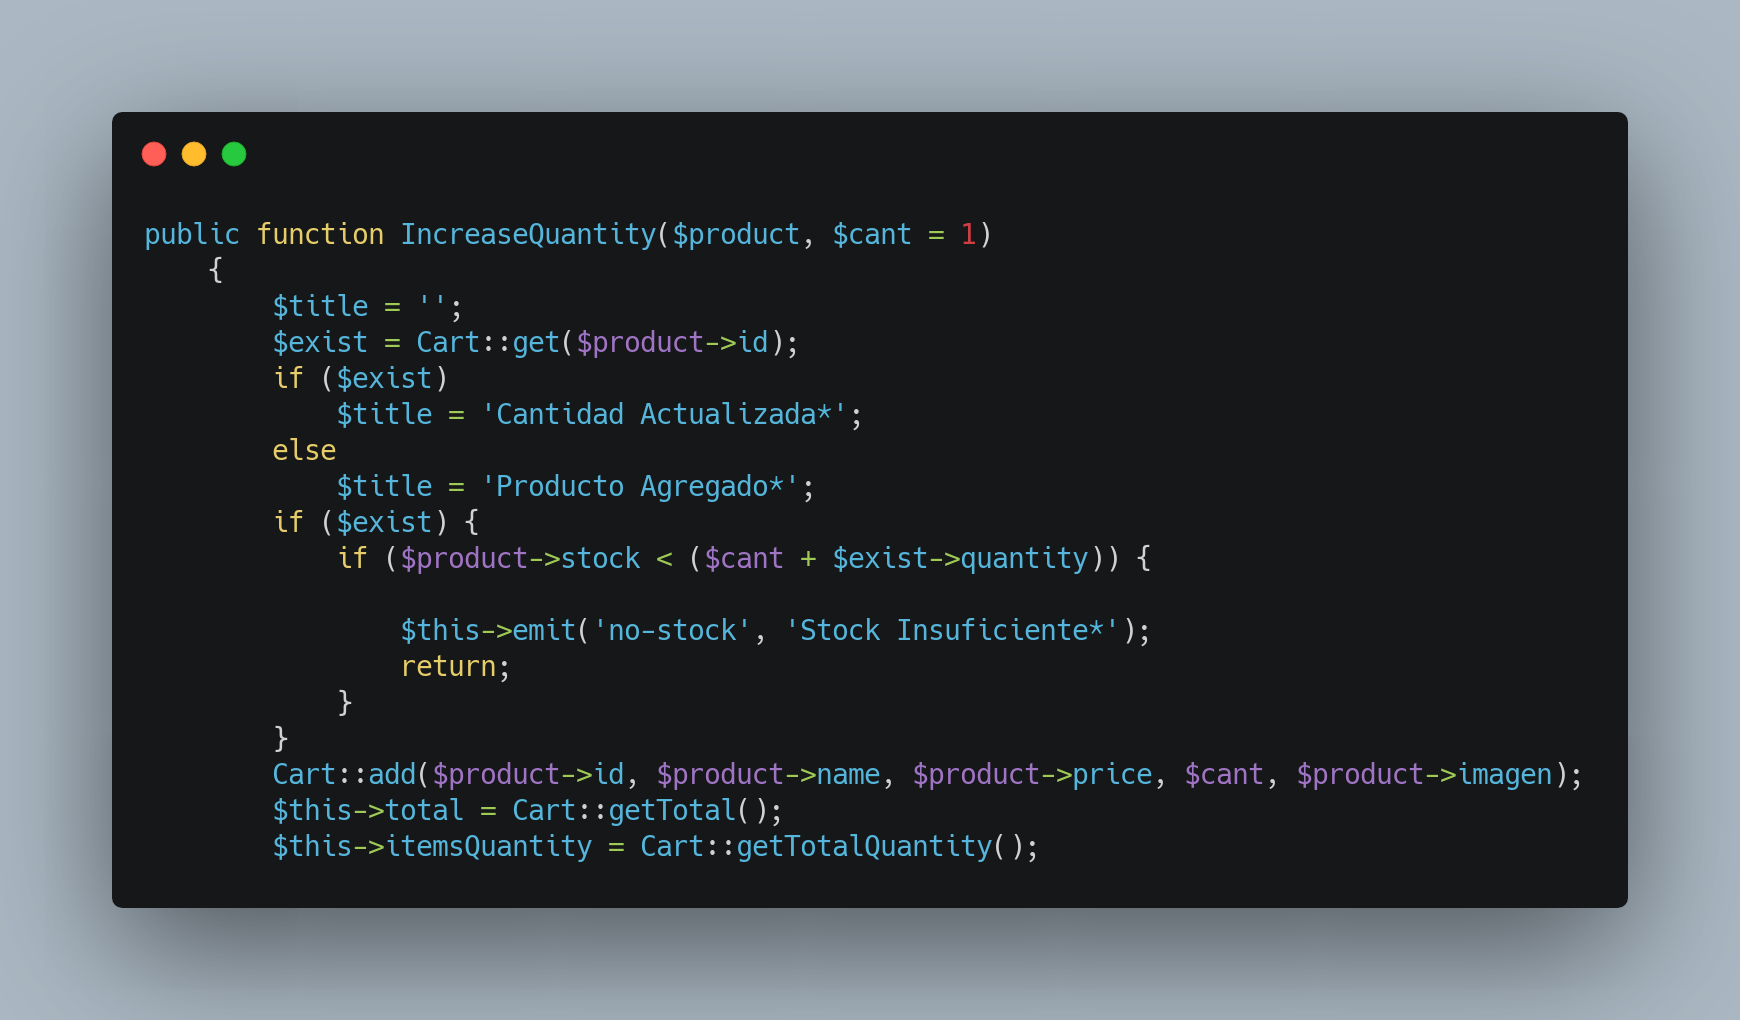 public function IncreaseQuantity($product, $cant = 1)
    {
        $title = '';
        $exist = Cart::get($product->id);
        if ($exist)
            $title = 'Cantidad Actualizada*';
        else
            $title = 'Producto Agregado*';
        if ($exist) {
            if ($product->stock < ($cant + $exist->quantity)) {

                $this->emit('no-stock', 'Stock Insuficiente*');
                return;
            }
        }
        Cart::add($product->id, $product->name, $product->price, $cant, $product->imagen);
        $this->total = Cart::getTotal();
        $this->itemsQuantity = Cart::getTotalQuantity();